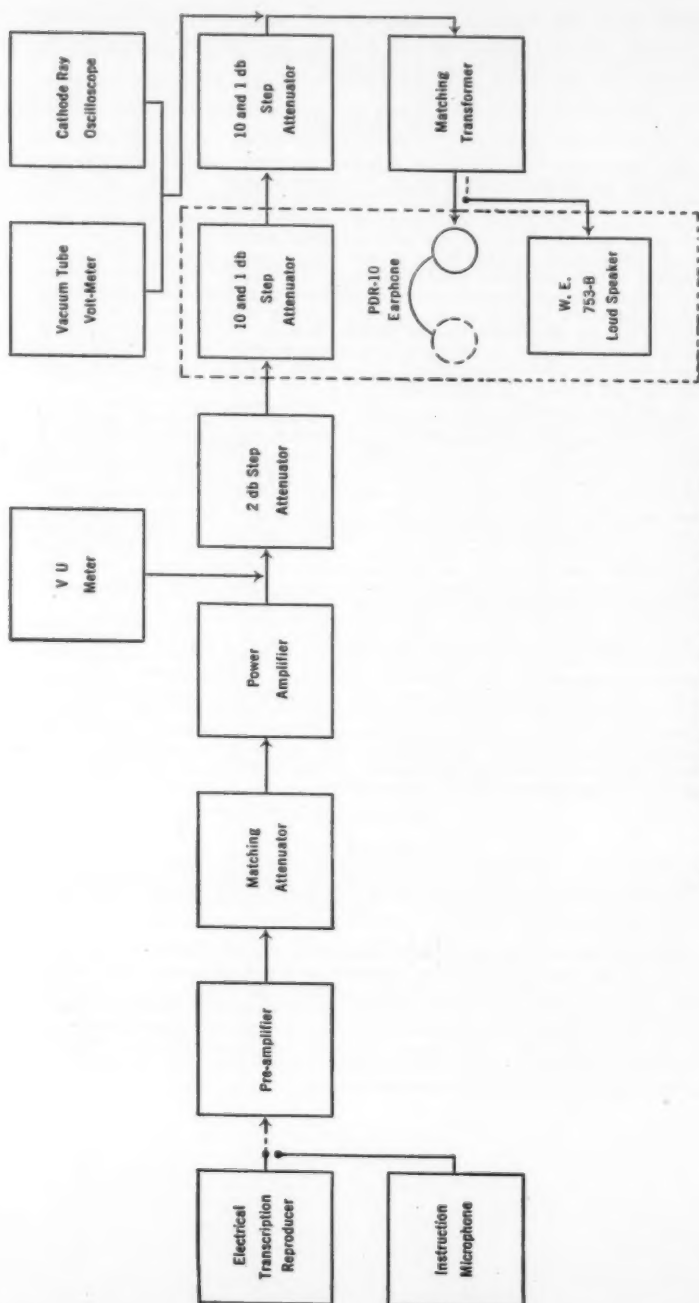 Cathode Ray
Oscilloscope
Vacuum Tube
Volt-Meter
V U
Meter
10 and 1 db
Step
Attenuator
10 and 1 db
Step
Attenuator
2 db Step
Attenuator
Power
Amplifier
Matching
Attenuator
Pre-amplifier
Electrical
Transcription
Reproducer
Instruction
Microphone
Matching
Transformer
PDR-10
Earphone
W. E.
753-B
Loud Speaker